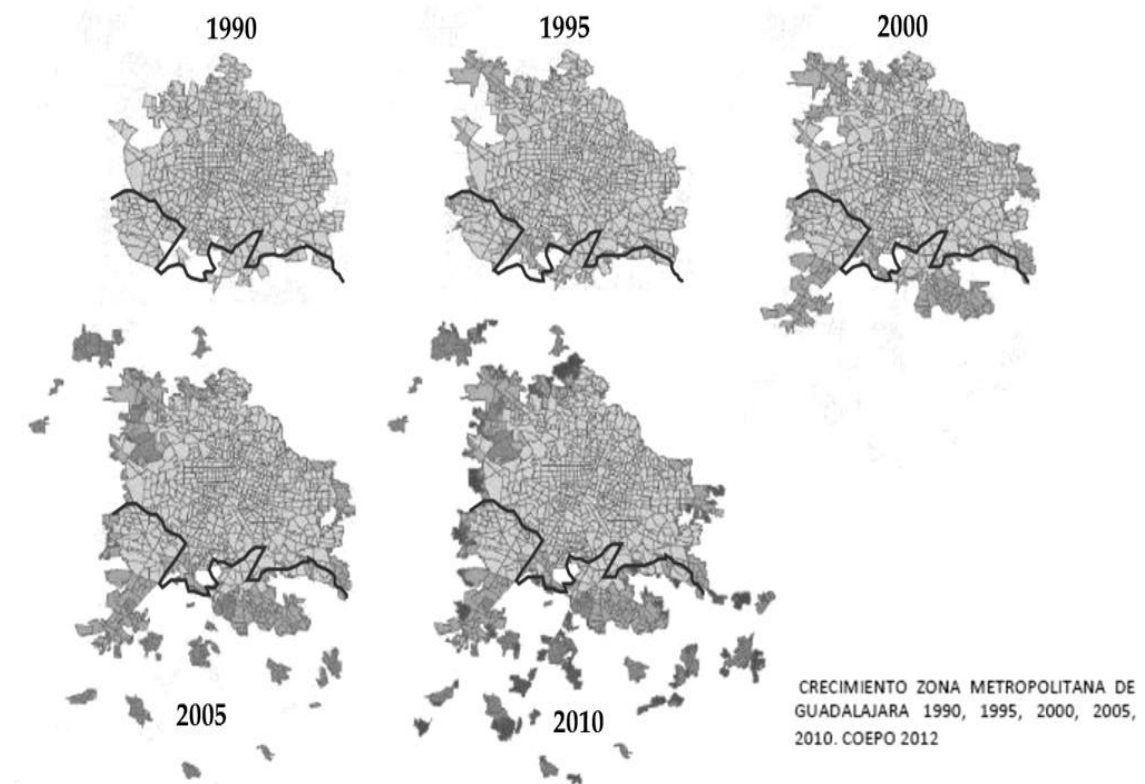 1990
1995
2000
2005
2010
CRECIMIENTO ZONA METROPOLITANA DE
GUADALAJARA 1990, 1995, 2000, 2005,
2010. COEPO 2012